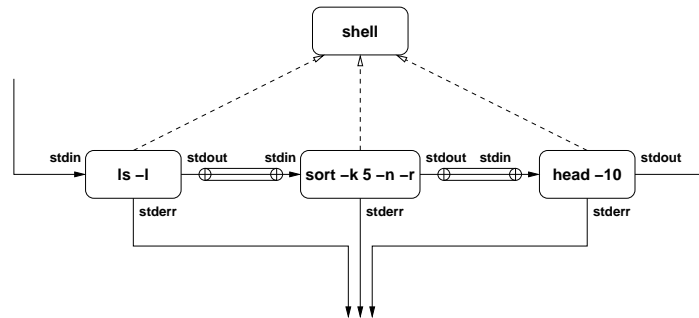 shell
stdin
ls –l
stdout
stdin
sort –k 5 –n –r
stdout
stdin
head –10
stdout
stderr
stderr
stderr